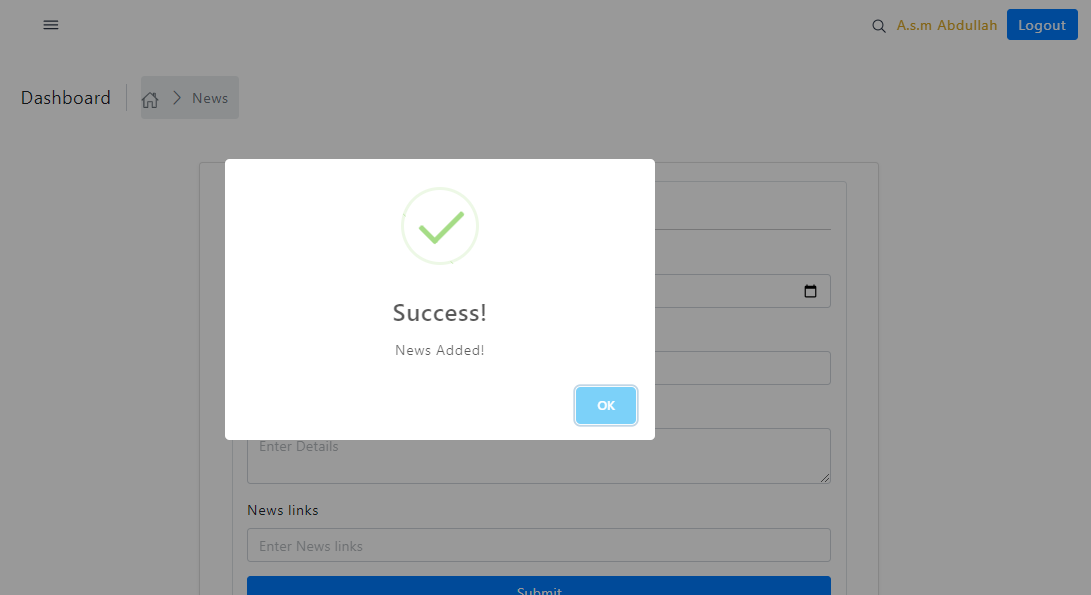 A.s.m Abdullah
Logout
Dashboard
News
Success!
News Added!
OK
Enter Details
News links
Enter News links
Submit